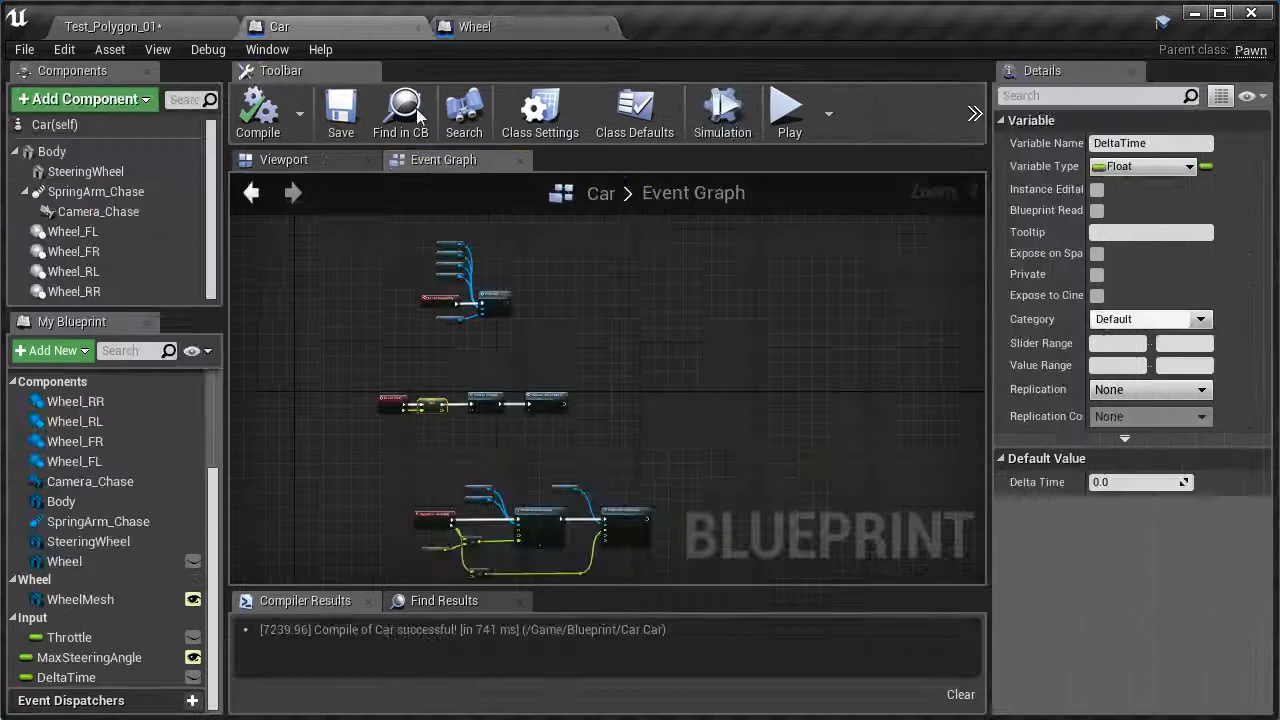 Test_Polygon_01*
Car
Wheel
File Edit Asset View Debug Window Help
Parent class: Pawn
Components
+Add Component
Searc
Car(self)
Body
SteeringWheel
SpringArm_Chase
Camera_Chase
Wheel_FL
Wheel_FR
Wheel_RL
Wheel_RR
My Blueprint
+Add New
Search
Components
Wheel_RR
Wheel_RL
Wheel_FR
Wheel_FL
Camera_Chase
Body
SpringArm_Chase
SteeringWheel
Wheel
Wheel
WheelMesh
Input
Throttle
MaxSteeringAngle
DeltaTime
Event Dispatchers +
Toolbar
Compile
Save
Find in CB
Search
Class Settings
Class Defaults
Simulation
Play
Viewport
Event Graph
Car > Event Graph
BLUEPRINT
Compiler Results
Find Results
• [7239.96] Compile of Car successful! [in 741 ms] (/Game/Blueprint/Car.Car)
Clear
Details
Search
Variable
Variable Name DeltaTime
Variable Type Float
Instance Edital
Blueprint Read
Tooltip
Expose on Spa
Private
Expose to Cine
Category Default
Slider Range
Value Range
Replication None
Replication Co None
Default Value
Delta Time 0.0